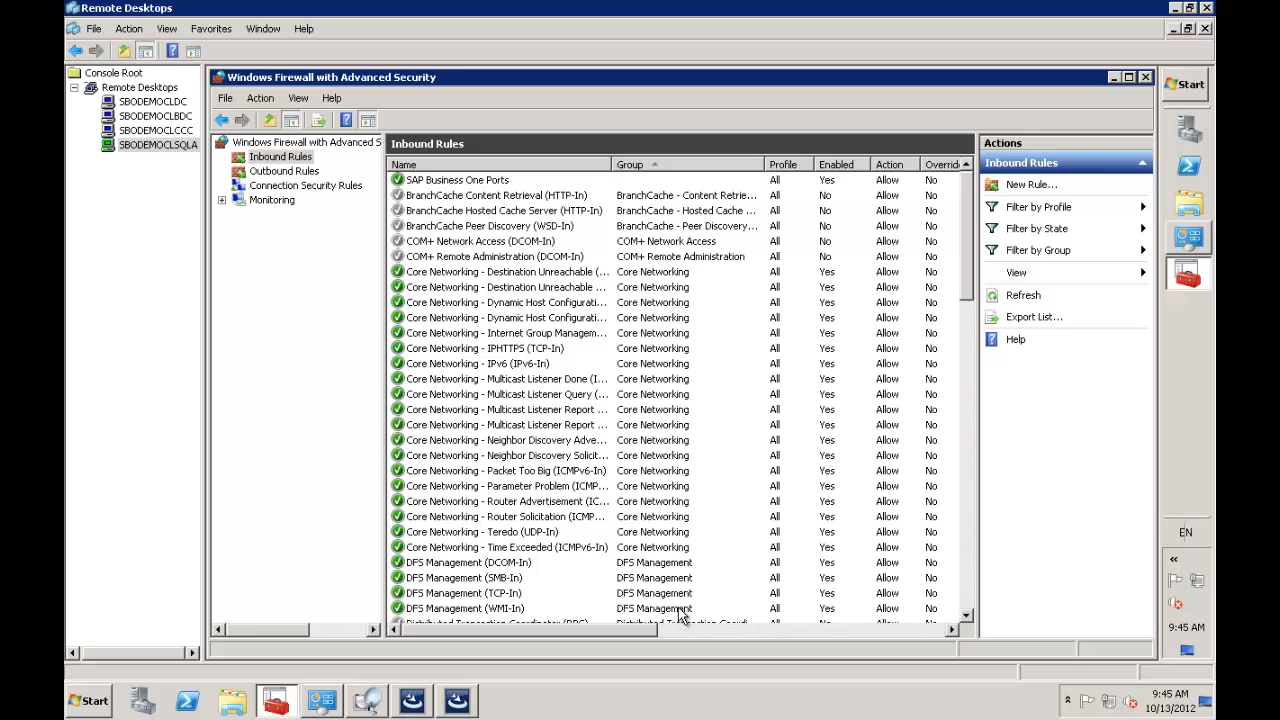 Remote Desktops
File Action View Favorites Window Help
Console Root
Remote Desktops
SBODEMOCLDC
SBODEMOCLBDC
SBODEMOCLCCC
SBODEMOCLSQLA
Windows Firewall with Advanced Security
File Action View Help
Windows Firewall with Advanced S
Inbound Rules
Outbound Rules
Connection Security Rules
Monitoring
Inbound Rules
Name Group Profile Enabled Action Overrid
SAP Business One Ports All Yes Allow No
BranchCache Content Retrieval (HTTP-In) BranchCache - Content Retrie... All No Allow No
BranchCache Hosted Cache Server (HTTP-In) BranchCache - Hosted Cache ... All No Allow No
BranchCache Peer Discovery (WSD-In) BranchCache - Peer Discovery... All No Allow No
COM+ Network Access (DCOM-In) COM+ Network Access All No Allow No
COM+ Remote Administration (DCOM-In) COM+ Remote Administration All No Allow No
Core Networking - Destination Unreachable (... Core Networking All Yes Allow No
Core Networking - Destination Unreachable ... Core Networking All Yes Allow No
Core Networking - Dynamic Host Configurati... Core Networking All Yes Allow No
Core Networking - Dynamic Host Configurati... Core Networking All Yes Allow No
Core Networking - Internet Group Managem... Core Networking All Yes Allow No
Core Networking - IPHTTPS (TCP-In) Core Networking All Yes Allow No
Core Networking - IPv6 (IPv6-In) Core Networking All Yes Allow No
Core Networking - Multicast Listener Done (I... Core Networking All Yes Allow No
Core Networking - Multicast Listener Query (... Core Networking All Yes Allow No
Core Networking - Multicast Listener Report ... Core Networking All Yes Allow No
Core Networking - Multicast Listener Report ... Core Networking All Yes Allow No
Core Networking - Neighbor Discovery Adve... Core Networking All Yes Allow No
Core Networking - Neighbor Discovery Solicit... Core Networking All Yes Allow No
Core Networking - Packet Too Big (ICMPv6-In) Core Networking All Yes Allow No
Core Networking - Parameter Problem (ICMP... Core Networking All Yes Allow No
Core Networking - Router Advertisement (IC... Core Networking All Yes Allow No
Core Networking - Router Solicitation (ICMP... Core Networking All Yes Allow No
Core Networking - Teredo (UDP-In) Core Networking All Yes Allow No
Core Networking - Time Exceeded (ICMPv6-In) Core Networking All Yes Allow No
DFS Management (DCOM-In) DFS Management All Yes Allow No
DFS Management (SMB-In) DFS Management All Yes Allow No
DFS Management (TCP-In) DFS Management All Yes Allow No
DFS Management (WMI-In) DFS Management All Yes Allow No
Actions
Inbound Rules
New Rule...
Filter by Profile
Filter by State
Filter by Group
View
Refresh
Export List...
Help
Start
EN
9:45 AM
Start
9:45 AM
10/13/2012